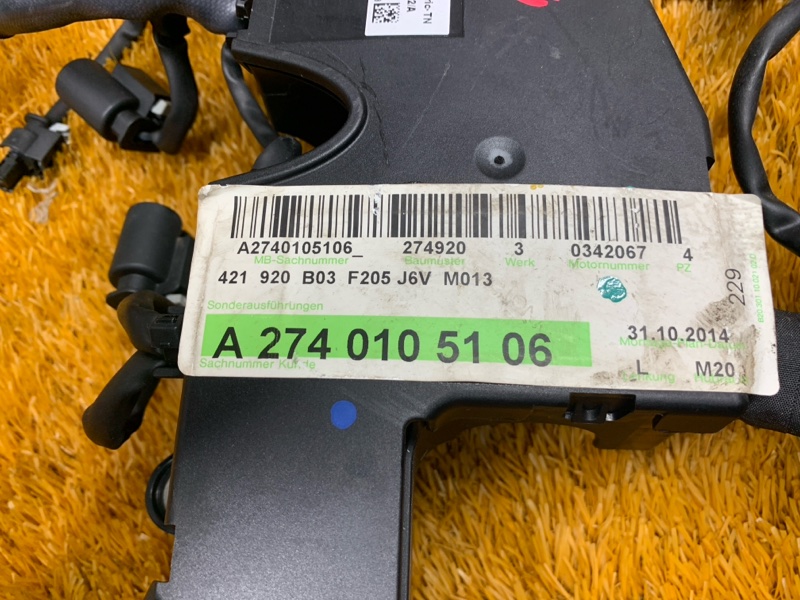 2A
A2740105106_ 274920 3 0342067 4
MB-Sachnummer Baumuster Werk Motornummer PZ
421 920 B03 F205 J6V M013
229
Sonderausführungen
A 274 010 51 06
31.10.2014
Sachnummer
L M20